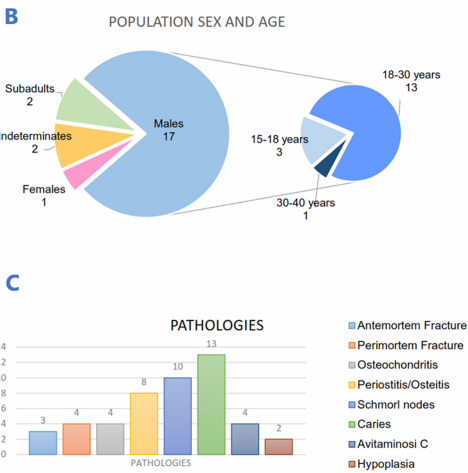 B
POPULATION SEX AND AGE
18-30 years
13
Subadults
2
Males
17
Indeterminates
2
15-18 years
3
Females
1
30-40 years
1
C
PATHOLOGIES
4
2
0
8
6
4
2
0
3
4
4
8
10
13
4
2
PATHOLOGIES
Antemortem Fracture
Perimortem Fracture
Osteochondritis
Periostitis/Osteitis
Schmorl nodes
Caries
Avitaminosi C
Hypoplasia